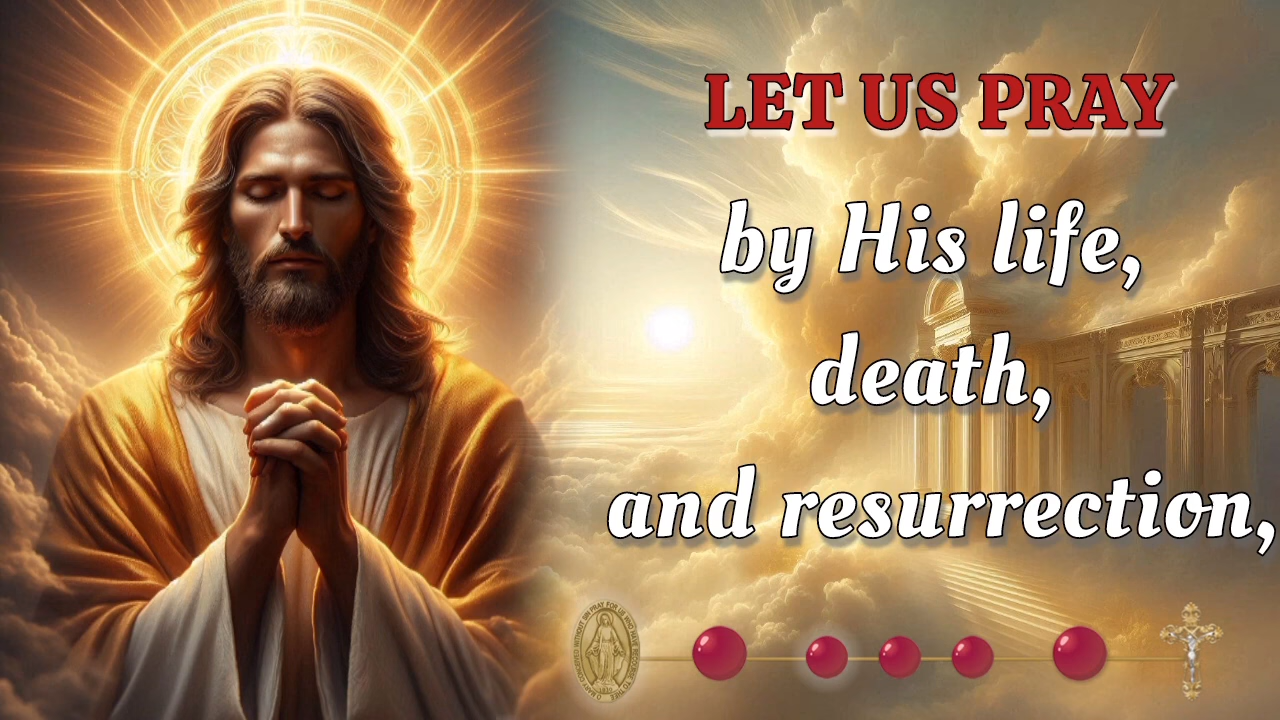 LET US PRAY
by His life,
death,
and resurrection,